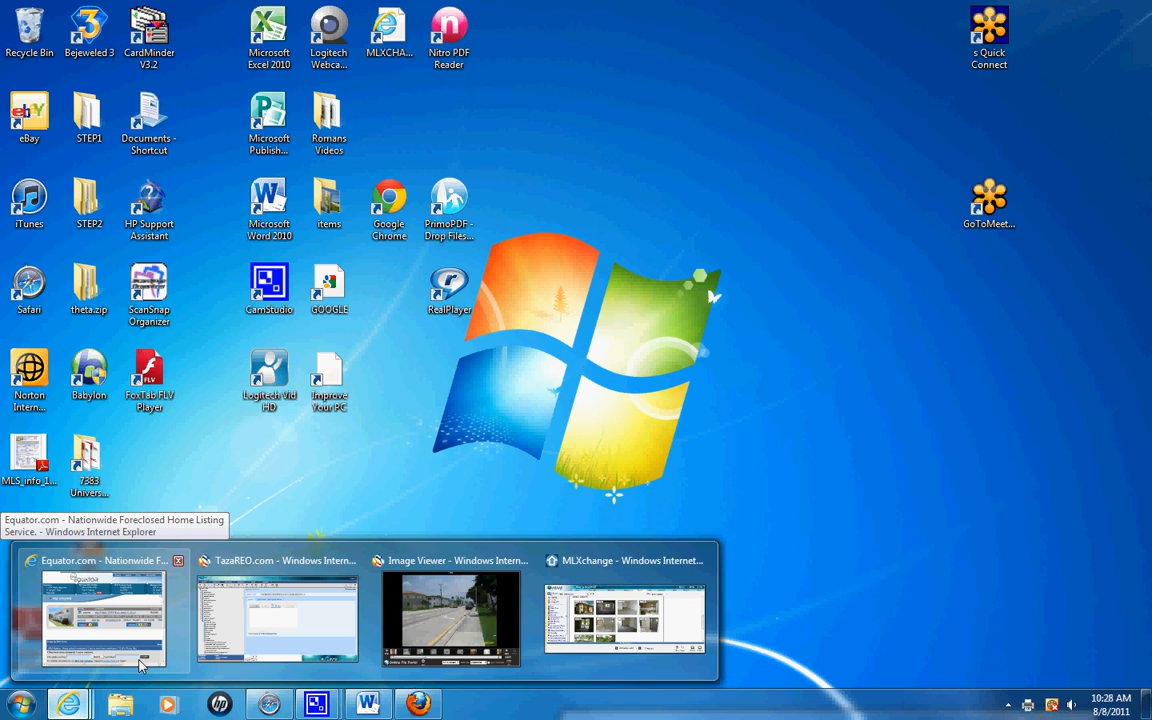 Recycle Bin
Bejeweled 3
CardMinder
V3.2
Microsoft
Excel 2010
Logitech
Webca...
MLXCHA...
Nitro PDF
Reader
s Quick
Connect
eBay
STEP1
Documents -
Shortcut
Microsoft
Publish...
Romans
Videos
iTunes
STEP2
HP Support
Assistant
Microsoft
Word 2010
items
Google
Chrome
PrimoPDF -
Drop Files...
GoToMeet...
Safari
theta.zip
ScanSnap
Organizer
CamStudio
GOOGLE
RealPlayer
Norton
Intern...
Babylon
FoxTab FLV
Player
Logitech Vid
HD
Improve
Your PC
MLS_info_1...
7383
Univers...
Equator.com - Nationwide Foreclosed Home Listing
Service. - Windows Internet Explorer
Equator.com - Nationwide F...
TazaREO.com - Windows Intern...
Image Viewer - Windows Intern...
MLXchange - Windows Internet...
EQUATOR
10:28 AM
8/8/2011